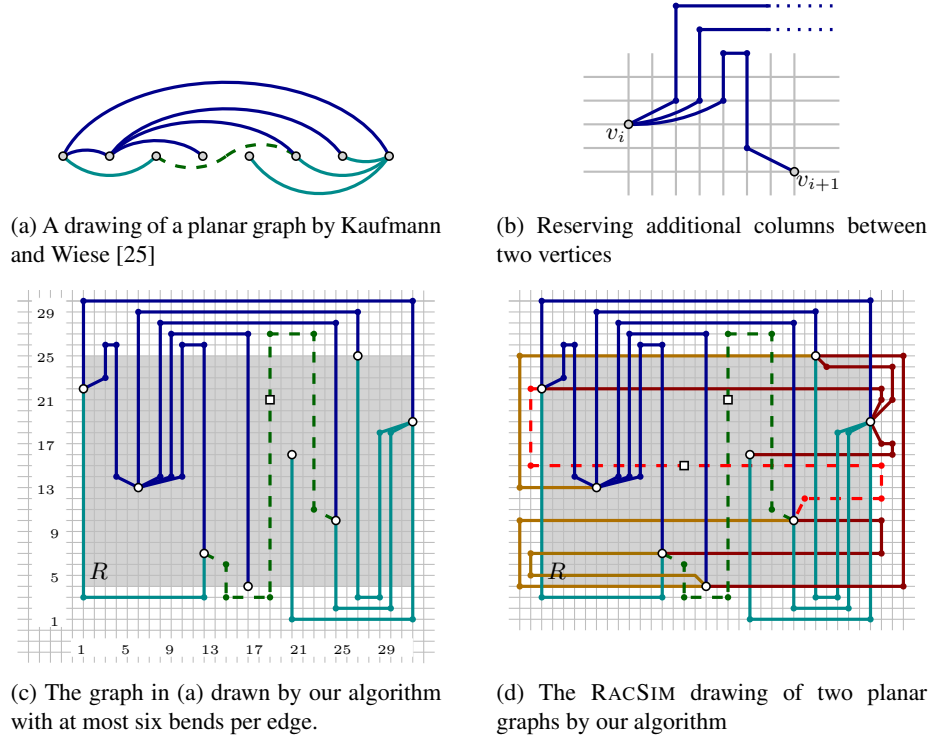 v_i
v_{i+1}
(a) A drawing of a planar graph by Kaufmann
and Wiese [25]
(b) Reserving additional columns between
two vertices
29
25
21
17
13
9
5
1
R
1 5 9 13 17 21 25 29
R
(c) The graph in (a) drawn by our algorithm
with at most six bends per edge.
(d) The RACSIM drawing of two planar
graphs by our algorithm